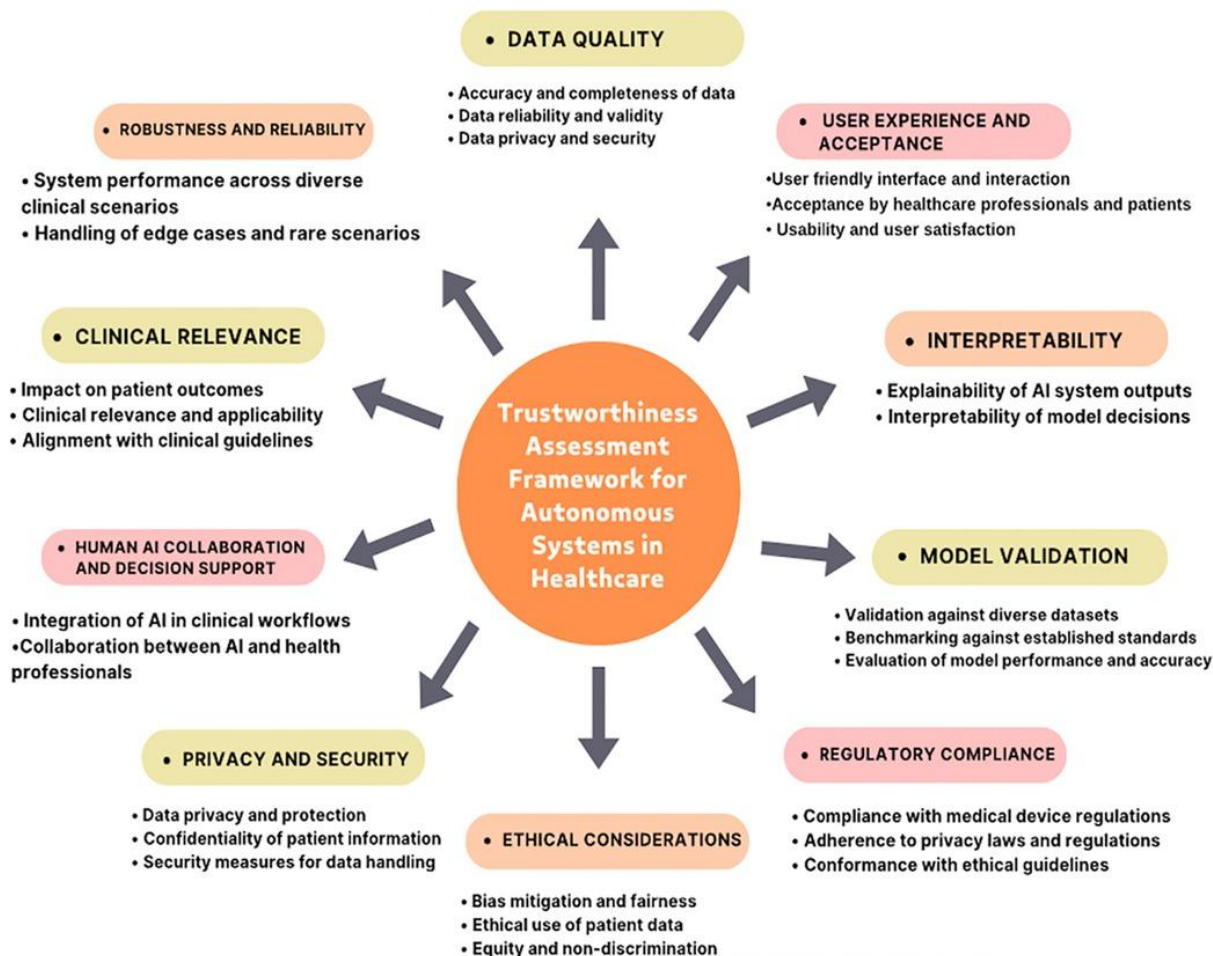 • DATA QUALITY
• Accuracy and completeness of data
• Data reliability and validity
• Data privacy and security
• ROBUSTNESS AND RELIABILITY
• System performance across diverse
clinical scenarios
• Handling of edge cases and rare scenarios
• USER EXPERIENCE AND
ACCEPTANCE
•User friendly interface and interaction
•Acceptance by healthcare professionals and patients
• Usability and user satisfaction
• CLINICAL RELEVANCE
• Impact on patient outcomes
• Clinical relevance and applicability
• Alignment with clinical guidelines
• INTERPRETABILITY
• Explainability of AI system outputs
• Interpretability of model decisions
Trustworthiness
Assessment
Framework for
Autonomous
Systems in
Healthcare
• HUMAN AI COLLABORATION
AND DECISION SUPPORT
• Integration of AI in clinical workflows
•Collaboration between AI and health
professionals
• MODEL VALIDATION
• Validation against diverse datasets
• Benchmarking against established standards
• Evaluation of model performance and accuracy
• PRIVACY AND SECURITY
• Data privacy and protection
• Confidentiality of patient information
• Security measures for data handling
• ETHICAL CONSIDERATIONS
• Bias mitigation and fairness
• Ethical use of patient data
• Equity and non-discrimination
• REGULATORY COMPLIANCE
• Compliance with medical device regulations
• Adherence to privacy laws and regulations
• Conformance with ethical guidelines